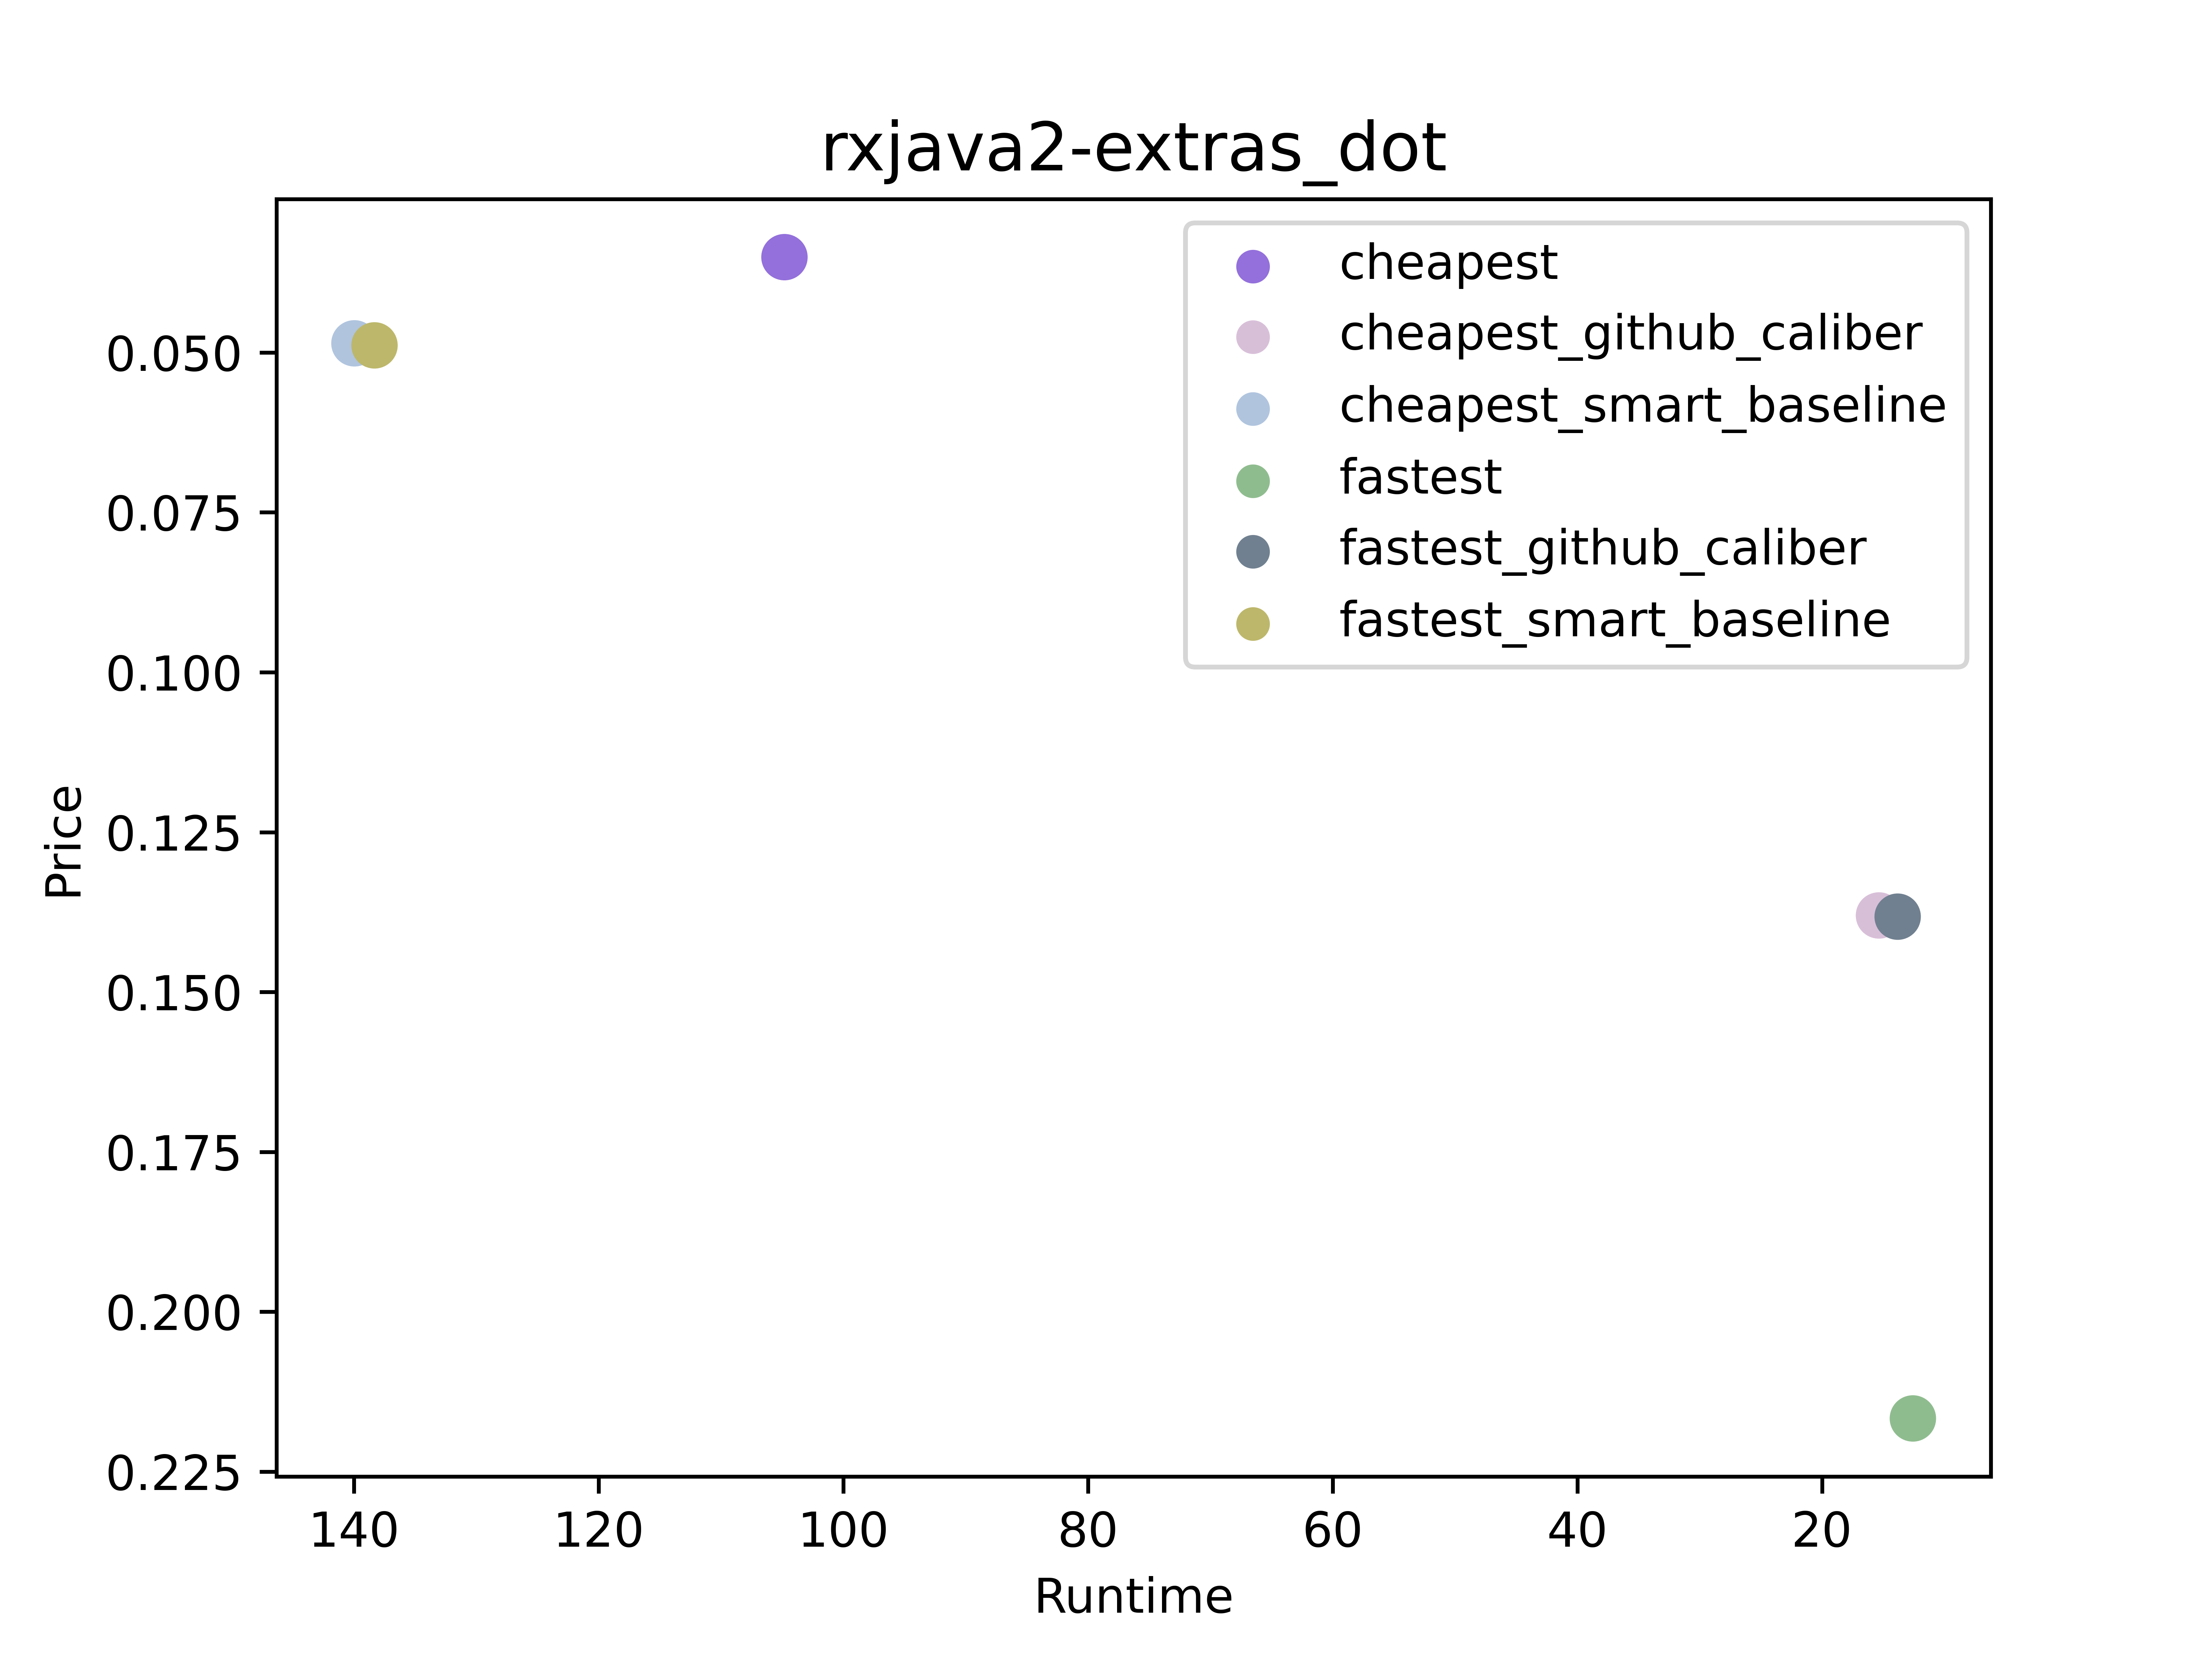 rxjava2-extras_dot
cheapest
cheapest_github_caliber
cheapest_smart_baseline
fastest
fastest_github_caliber
fastest_smart_baseline
Price
0.050
0.075
0.100
0.125
0.150
0.175
0.200
0.225
140 120 100 80 60 40 20
Runtime